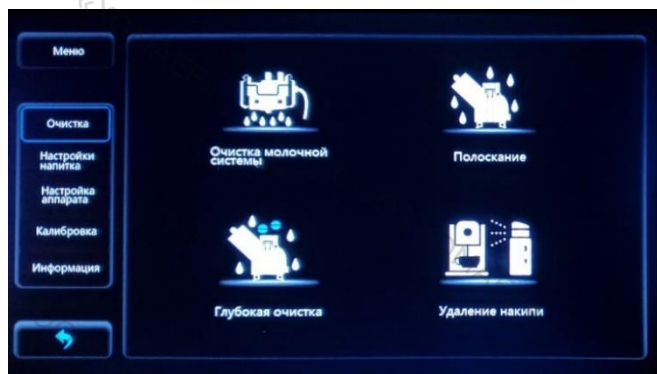 Меню
Очистка
Настройки
напитка
Настройка
аппарата
Калибровка
Информация
Очистка молочной
системы
Полоскание
Глубокая очистка
Удаление накипи